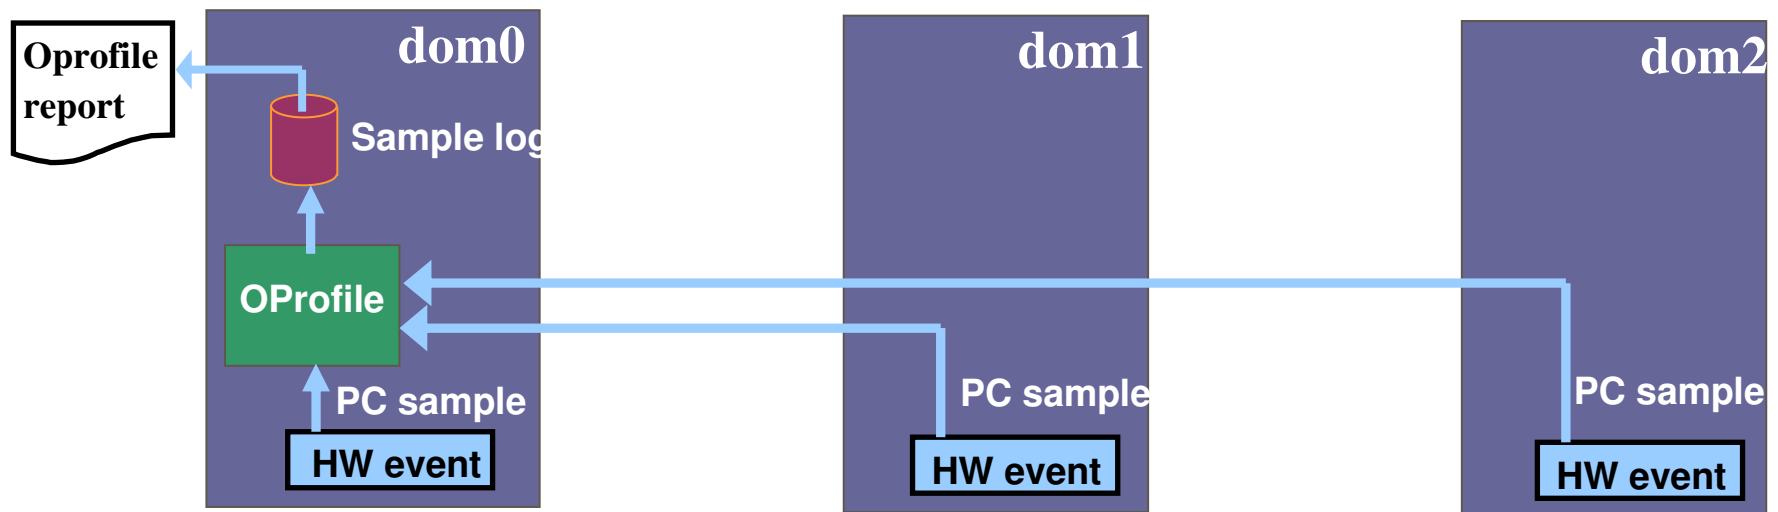 Oprofile
report
dom0
Sample log
OProfile
PC sample
HW event
dom1
PC sample
HW event
dom2
PC sample
HW event